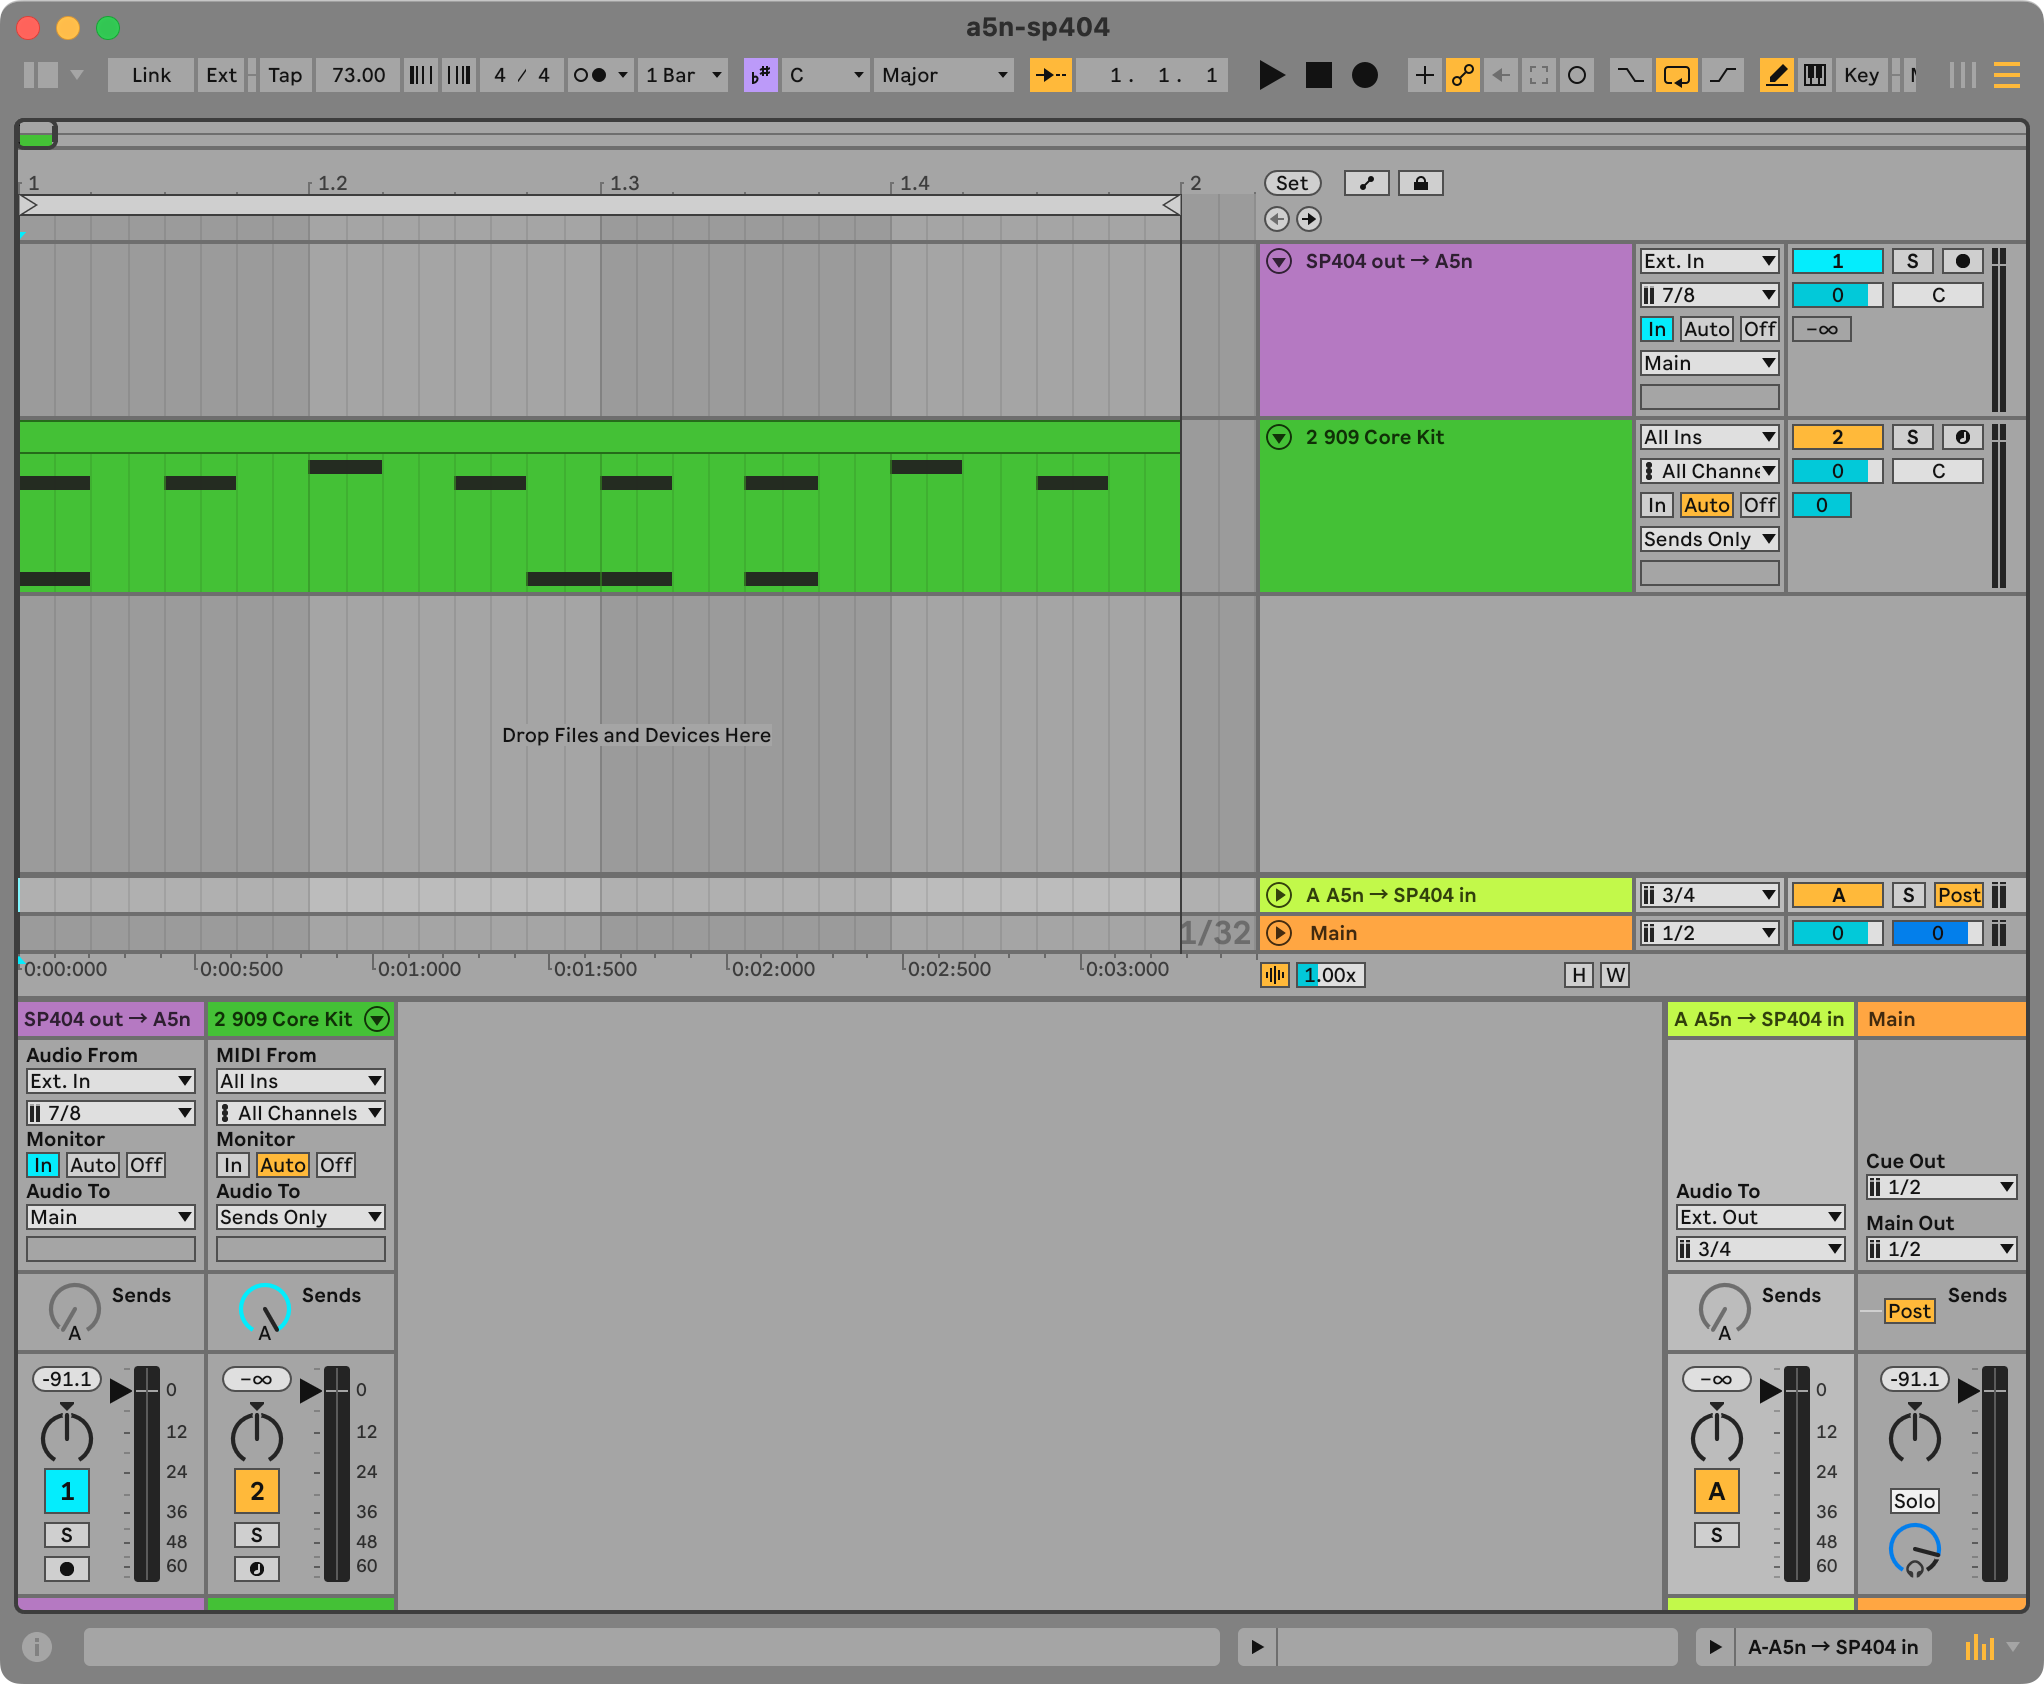 a5n-sp404
Link Ext Tap 73.00 4 / 4 1 Bar ♭# C Major 1. 1. 1 Key
1 1.2 1.3 1.4 2 Set
SP404 out → A5n Ext. In 1 S
7/8 0 C
In Auto Off -∞
Main
2 909 Core Kit All Ins 2 S
All Channe 0 C
In Auto Off 0
Sends Only
Drop Files and Devices Here
A A5n → SP404 in 3/4 A S Post
1/32 Main 1/2 0 0
0:00:000 0:00:500 0:01:000 0:01:500 0:02:000 0:02:500 0:03:000 1.00x H W
SP404 out → A5n 2 909 Core Kit A A5n → SP404 in Main
Audio From MIDI From
Ext. In All Ins
7/8 All Channels
Monitor Monitor
In Auto Off In Auto Off Cue Out
Audio To Audio To Audio To 1/2
Main Sends Only Ext. Out Main Out
3/4 1/2
Sends Sends Sends Sends
Post
A A A
-91.1 0 -∞ 0 -∞ 0 -91.1
12 12 12
24 24 24
1 2 A Solo
36 36 36
S S S
48 48 48
60 60 60
A-A5n → SP404 in